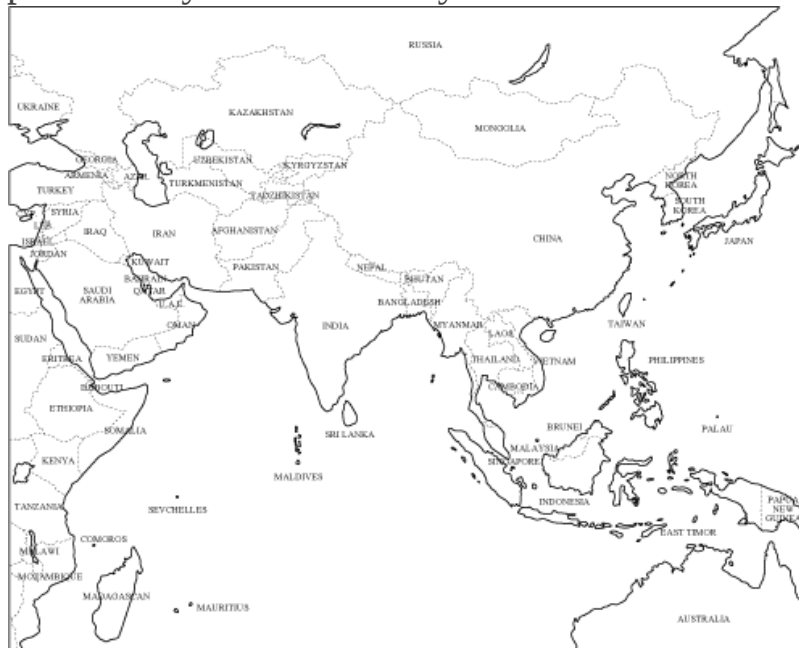 RUSSIA
UKRAINE
KAZAKHSTAN
MONGOLIA
GEORGIA
UZBEKISTAN
KYROGYZSTAN
ARMENIA
AZER.
TURKMENISTAN
NORTH
KOREA
TURKEY
TADZHIKISTAN
SYRIA
SOUTH
KOREA
LEB.
IRAQ
IRAN
AFGHANISTAN
CHINA
JAPAN
ISRAEL
JORDAN
KUWAIT
PAKISTAN
NEPAL
BHUTAN
BAHRAIN
EGYPT
SAUDI
ARABIA
QATAR
U.A.E.
BANGLADESH
OMAN
INDIA
MYANMAR
TAIWAN
SUDAN
LAOS
ERITREA
YEMEN
THAILAND
VIETNAM
PHILIPPINES
DJIBOUTI
CAMBODIA
ETHIOPIA
SOMALIA
SRI LANKA
BRUNEI
PALAU
MALAYSIA
KENYA
SINGAPORE
MALDIVES
TANZANIA
SEYCHELLES
INDONESIA
PAPUA
NEW
GUINEA
EAST TIMOR
COMOROS
MALAWI
MOZAMBIQUE
MADAGASCAN
MAURITIUS
AUSTRALIA